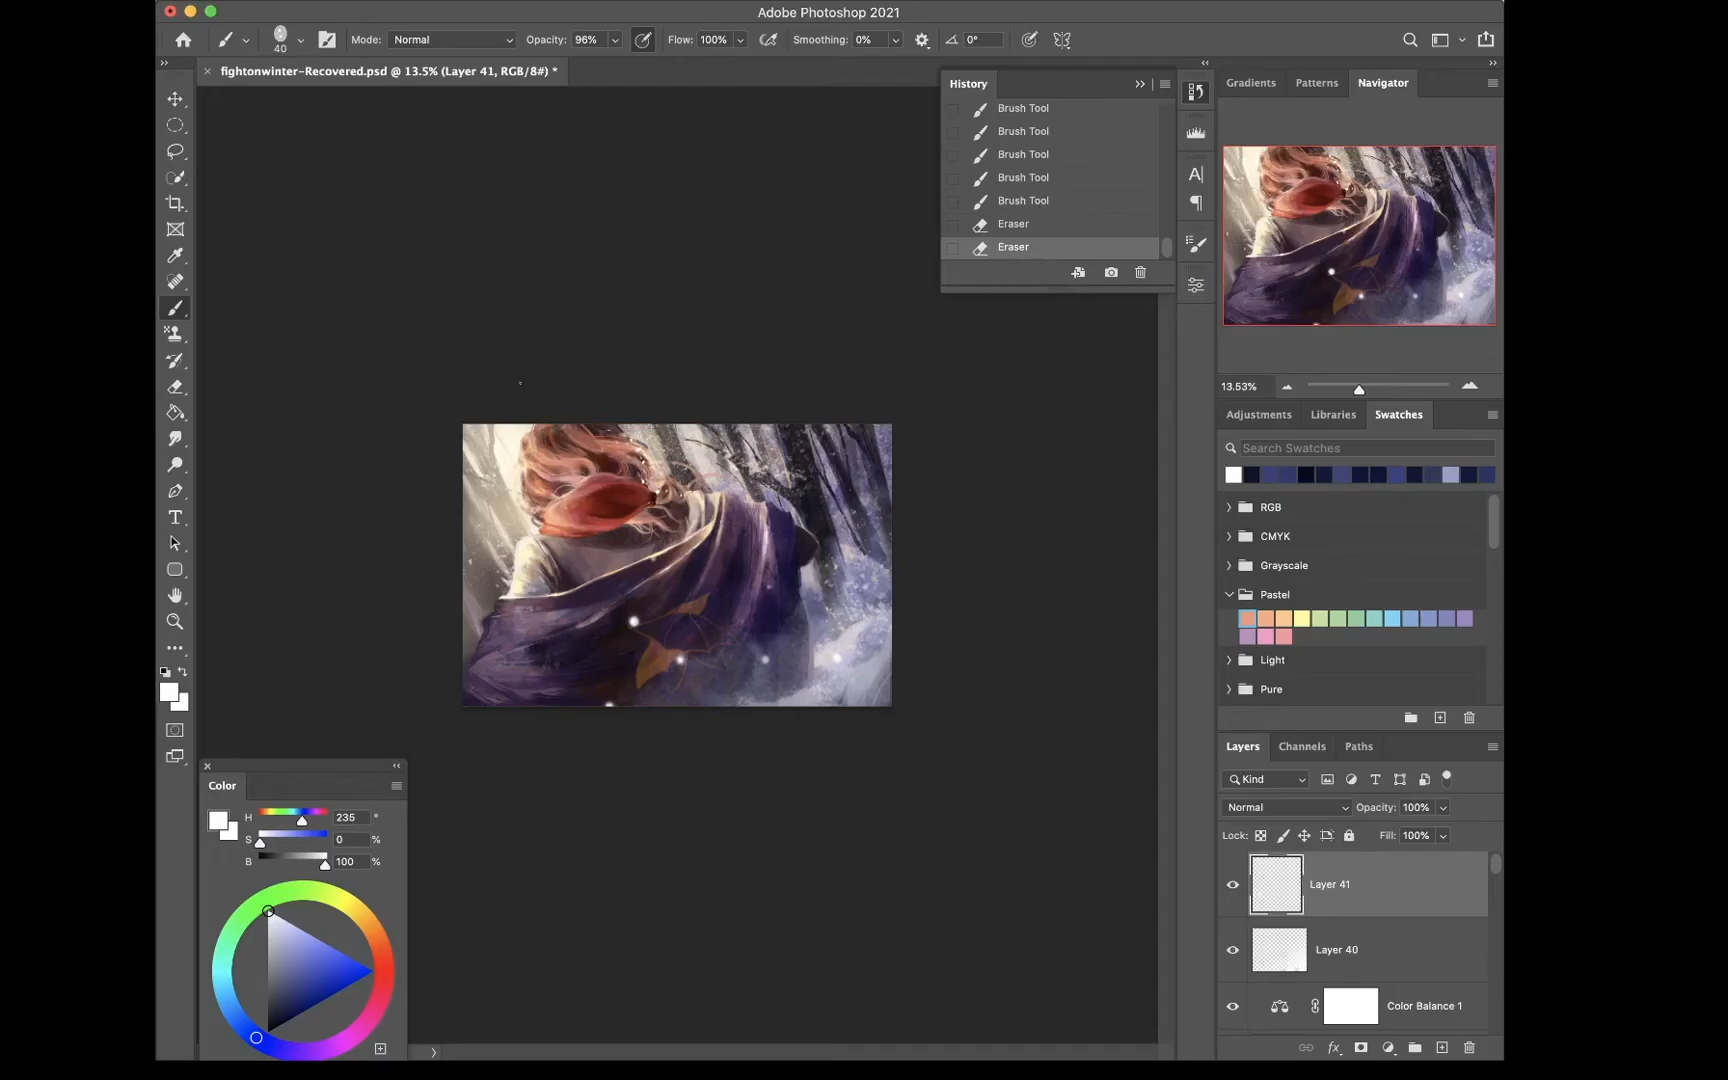 Adobe Photoshop 2021
40
Mode: Normal
Opacity: 96%
Flow: 100%
Smoothing: 0%
0°
fightonwinter-Recovered.psd @ 13.5% (Layer 41, RGB/8#) *
History
Brush Tool
Brush Tool
Brush Tool
Brush Tool
Brush Tool
Eraser
Eraser
Gradients Patterns Navigator
13.53%
Adjustments Libraries Swatches
Search Swatches
RGB
CMYK
Grayscale
Pastel
Light
Pure
Layers Channels Paths
Kind
Normal Opacity: 100%
Lock: Fill: 100%
Layer 41
Layer 40
Color Balance 1
fx
Color
H 235 °
S 0 %
B 100 %